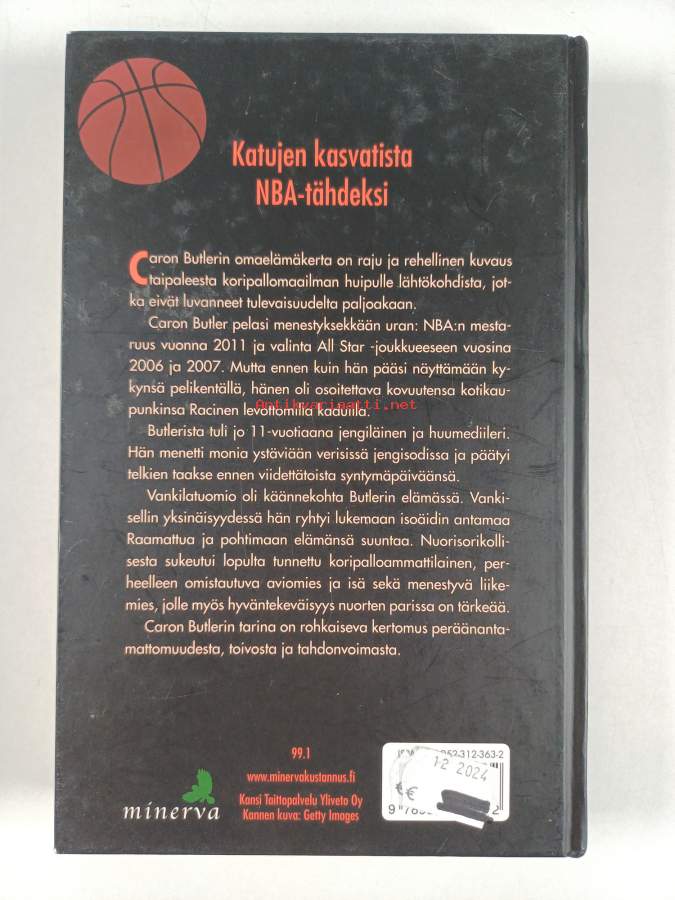 Katujen kasvatista
NBA-tähdeksi
Caron Butlerin omaelämäkerta on raju ja rehellinen kuvaus
taipaleesta koripallomaailman huipulle lähtökohdista, jot-
ka eivät luvanneet tulevaisuudelta paljoakaan.
Caron Butler pelasi menestyksekkään uran: NBA:n mesta-
ruus vuonna 2011 ja valinta All Star -joukkueeseen vuosina
2006 ja 2007. Mutta ennen kuin hän pääsi näyttämään ky-
kynsä pelikentällä, hänen oli osoitettava kovuutensa kotikau-
Antikvariaatti.net
punkinsa Racinen levottomilla kaduilla.
Butlerista tuli jo 11-vuotiaana jengiläinen ja huumediileri.
Hän menetti monia ystäviään verisissä jengisodissa ja päätyi
telkien taakse ennen viidettätoista syntymäpäiväänsä.
Vankilatuomio oli käännekohta Butlerin elämässä. Vanki-
sellin yksinäisyydessä hän ryhtyi lukemaan isoäidin antamaa
Raamattua ja pohtimaan elämänsä suuntaa. Nuorisorikolli-
sesta sukeutui lopulta tunnettu koripalloammattilainen, per-
heelleen omistautuva aviomies ja isä sekä menestyvä liike-
mies, jolle myös hyväntekeväisyys nuorten parissa on tärkeää.
Caron Butlerin tarina on rohkaiseva kertomus peräänanta-
mattomuudesta, toivosta ja tahdonvoimasta.
99.1
www.minervakustannus.fi
Kansi Taittopalvelu Yliveto Oy
Kannen kuva: Getty Images
minerva
952-312-363-2
12 2024
€
€
9 2